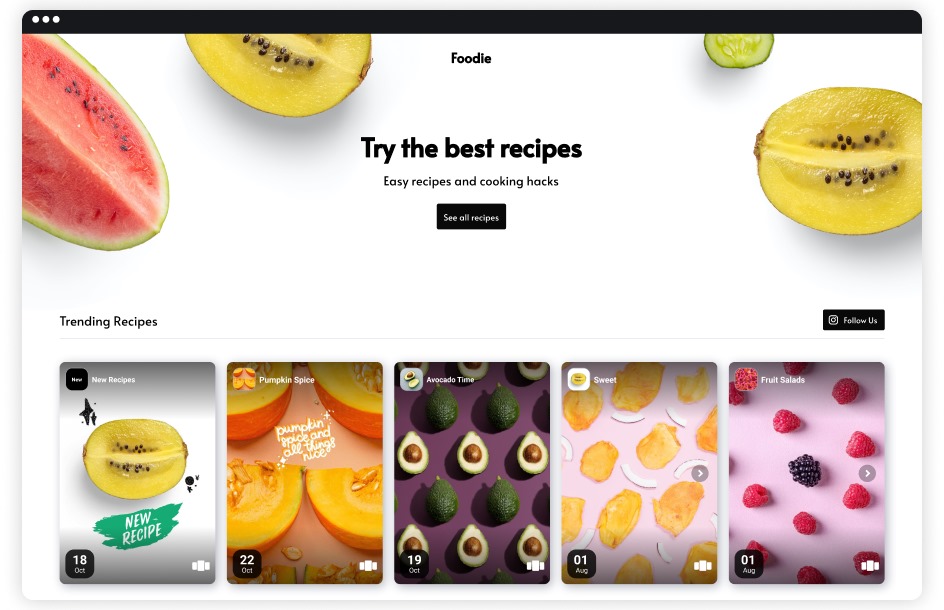 Foodie
Try the best recipes
Easy recipes and cooking hacks
See all recipes
Trending Recipes
Follow Us
New
New Recipes
NEW-
RECIPE
18
Oct
Pumpkin Spice
pumpkin
spice and
all things
nice
22
Oct
Avocado Time
19
Oct
Sweet
01
Aug
Fruit Salads
01
Aug